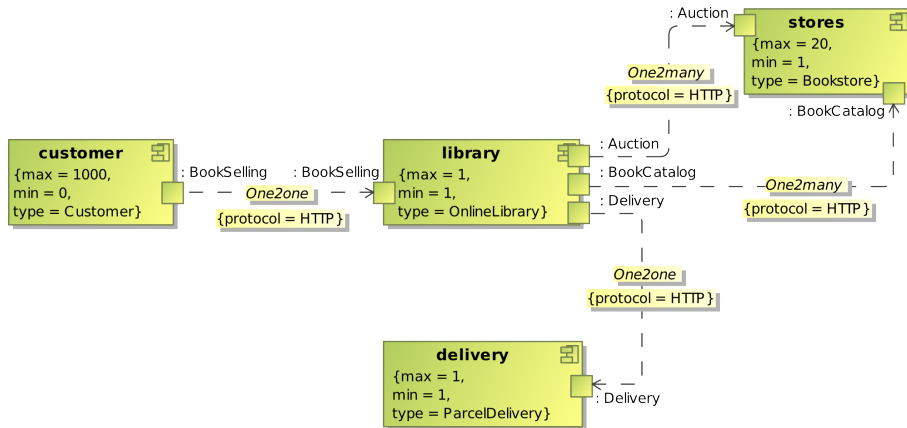 : Auction
stores
{max = 20,
min = 1,
type = Bookstore}
One2many
{protocol = HTTP}
: BookCatalog
customer
{max = 1000,
min = 0,
type = Customer}
: BookSelling
: BookSelling
One2one
{protocol = HTTP}
library
{max = 1,
min = 1,
type = OnlineLibrary}
: Auction
: BookCatalog
: Delivery
One2many
{protocol = HTTP}
One2one
{protocol = HTTP}
delivery
{max = 1,
min = 1,
type = ParcelDelivery}
: Delivery